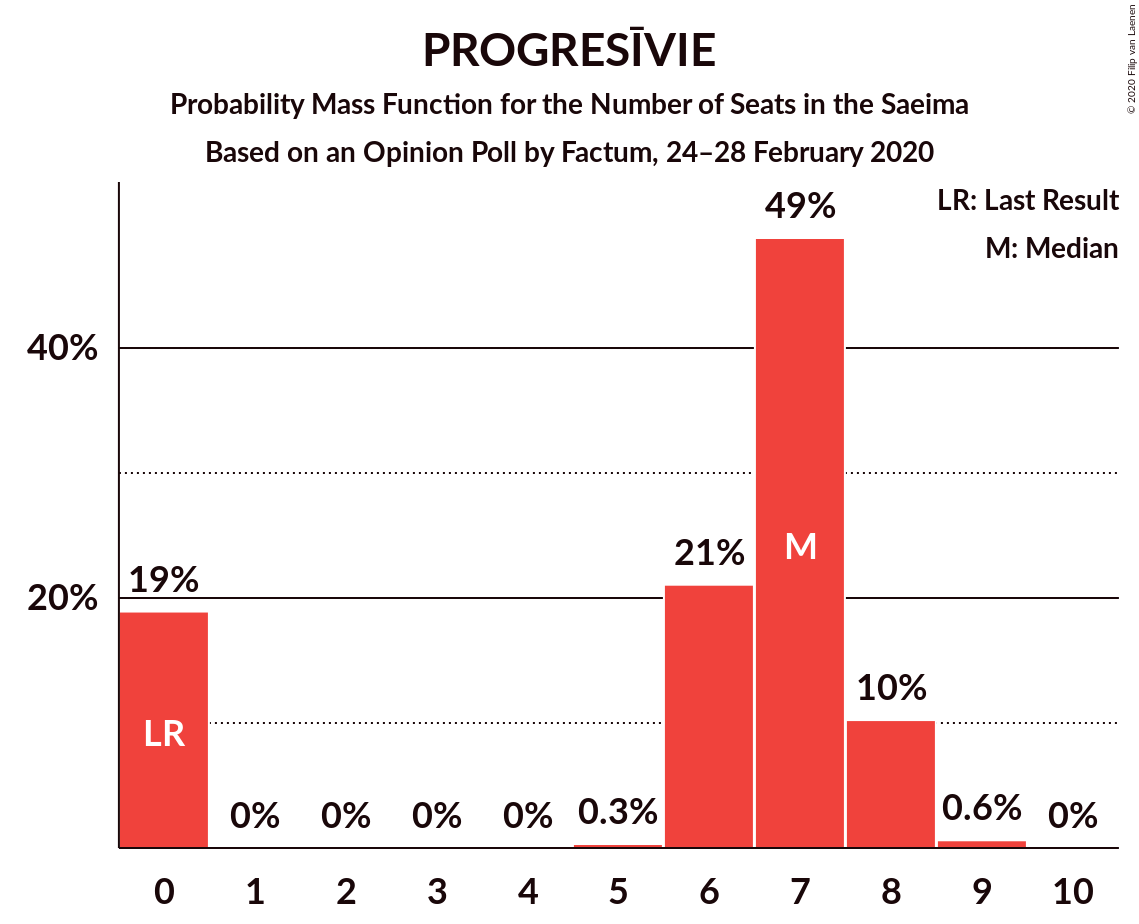 PROGRESĪVIE
Probability Mass Function for the Number of Seats in the Saeima
Based on an Opinion Poll by Factum, 24–28 February 2020
© 2020 Filip van Laenen
LR: Last Result
M: Median
49%
40%
21%
M
19%
20%
10%
LR
0%
0%
0%
0%
0.3%
0.6%
0%
0 1 2 3 4 5 6 7 8 9 10